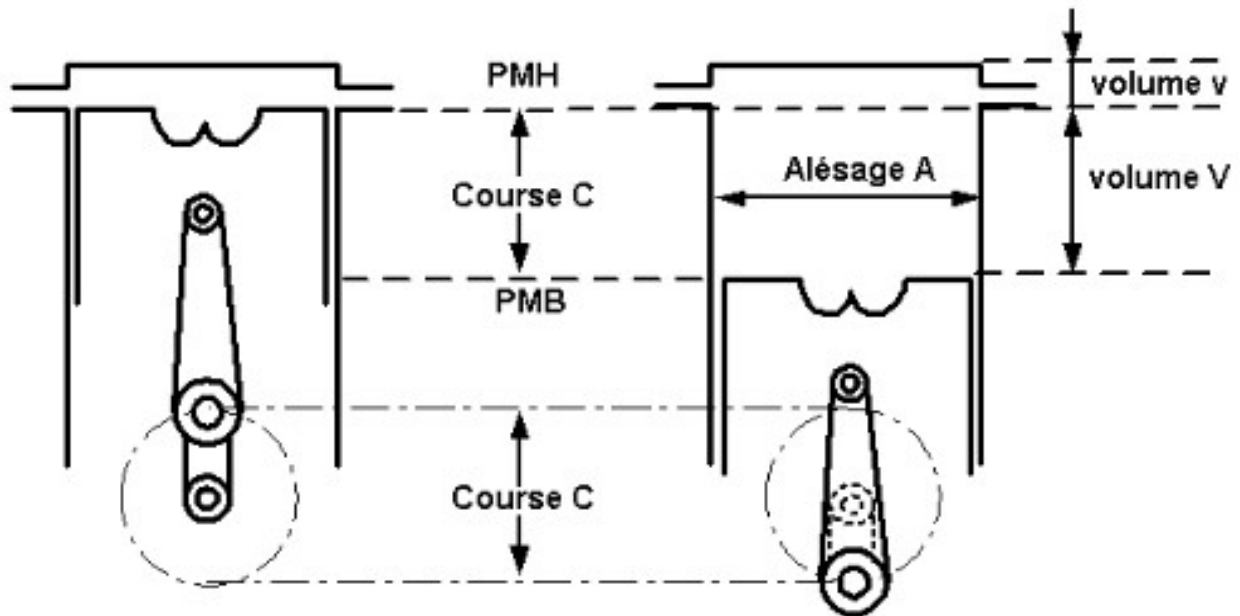 PMH
volume v
Alésage A
volume V
Course C
PMB
Course C